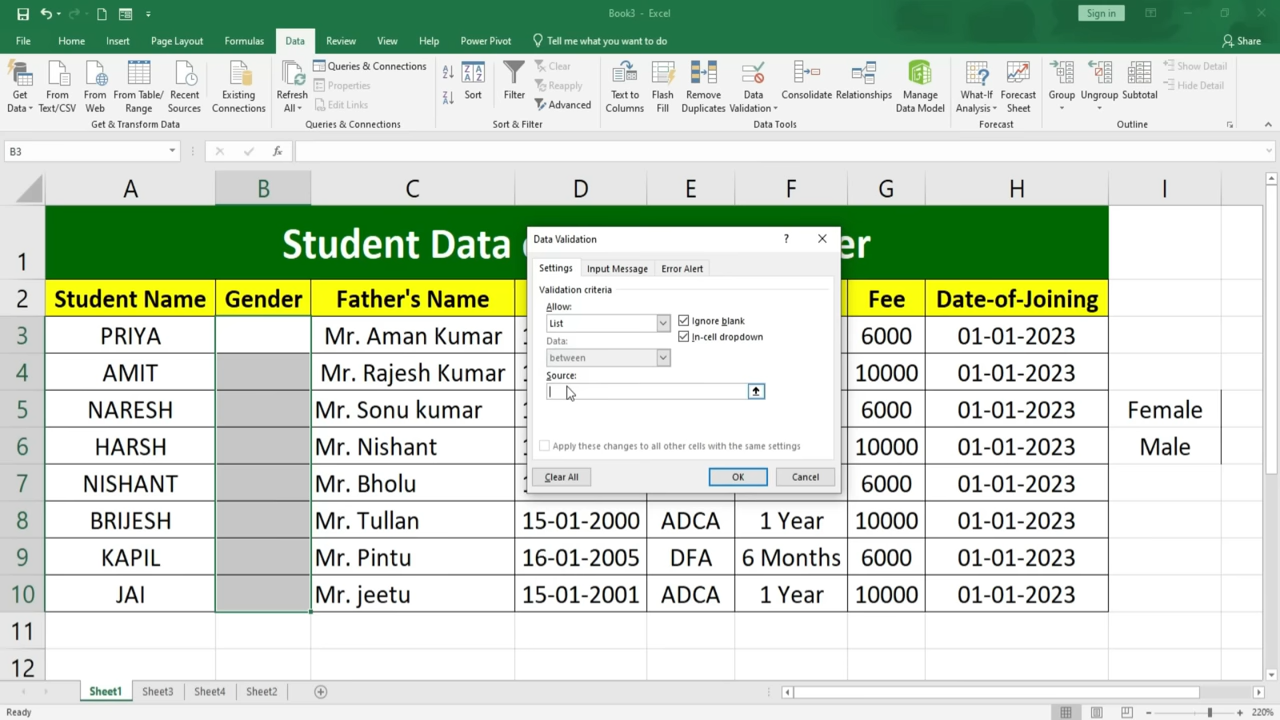 Book3 - Excel
Sign in
File Home Insert Page Layout Formulas Data Review View Help Power Pivot Tell me what you want to do Share
Get Data
From Text/CSV
From Web
From Table/ Range
Recent Sources
Existing Connections
Get & Transform Data
Refresh All
Queries & Connections
Properties
Edit Links
Queries & Connections
Sort
Filter
Clear
Reapply
Advanced
Sort & Filter
Text to Columns
Flash Fill
Remove Duplicates
Data Validation
Consolidate
Relationships
Manage Data Model
Data Tools
What-If Analysis
Forecast Sheet
Forecast
Group
Ungroup
Subtotal
Show Detail
Hide Detail
Outline
B3
fx
A B C D E F G H I
1 Student Data er
2 Student Name Gender Father's Name Fee Date-of-Joining
3 PRIYA Mr. Aman Kumar 6000 01-01-2023
4 AMIT Mr. Rajesh Kumar 10000 01-01-2023
5 NARESH Mr. Sonu kumar 6000 01-01-2023 Female
6 HARSH Mr. Nishant 10000 01-01-2023 Male
7 NISHANT Mr. Bholu 6000 01-01-2023
8 BRIJESH Mr. Tullan 15-01-2000 ADCA 1 Year 10000 01-01-2023
9 KAPIL Mr. Pintu 16-01-2005 DFA 6 Months 6000 01-01-2023
10 JAI Mr. jeetu 15-01-2001 ADCA 1 Year 10000 01-01-2023
11
12
Data Validation ?
Settings Input Message Error Alert
Validation criteria
Allow:
List
Ignore blank
In-cell dropdown
Data:
between
Source:
Apply these changes to all other cells with the same settings
Clear All OK Cancel
Sheet1 Sheet3 Sheet4 Sheet2
Ready
220%